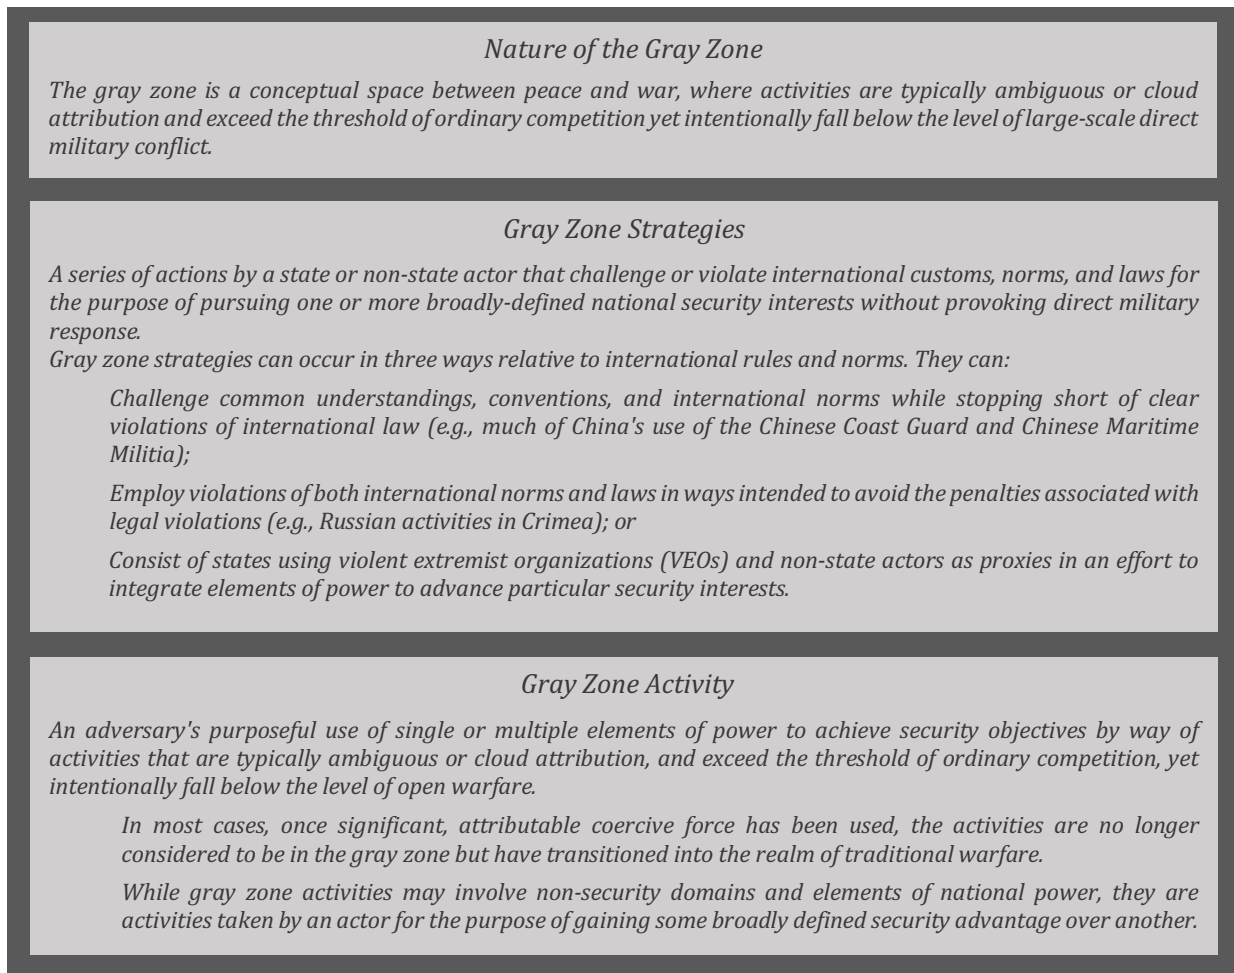 Nature of the Gray Zone
The gray zone is a conceptual space between peace and war, where activities are typically ambiguous or cloud
attribution and exceed the threshold of ordinary competition yet intentionally fall below the level of large-scale direct
military conflict.
Gray Zone Strategies
A series of actions by a state or non-state actor that challenge or violate international customs, norms, and laws for
the purpose of pursuing one or more broadly-defined national security interests without provoking direct military
response.
Gray zone strategies can occur in three ways relative to international rules and norms. They can:
Challenge common understandings, conventions, and international norms while stopping short of clear
violations of international law (e.g., much of China's use of the Chinese Coast Guard and Chinese Maritime
Militia);
Employ violations of both international norms and laws in ways intended to avoid the penalties associated with
legal violations (e.g., Russian activities in Crimea); or
Consist of states using violent extremist organizations (VEOs) and non-state actors as proxies in an effort to
integrate elements of power to advance particular security interests.
Gray Zone Activity
An adversary's purposeful use of single or multiple elements of power to achieve security objectives by way of
activities that are typically ambiguous or cloud attribution, and exceed the threshold of ordinary competition, yet
intentionally fall below the level of open warfare.
In most cases, once significant, attributable coercive force has been used, the activities are no longer
considered to be in the gray zone but have transitioned into the realm of traditional warfare.
While gray zone activities may involve non-security domains and elements of national power, they are
activities taken by an actor for the purpose of gaining some broadly defined security advantage over another.